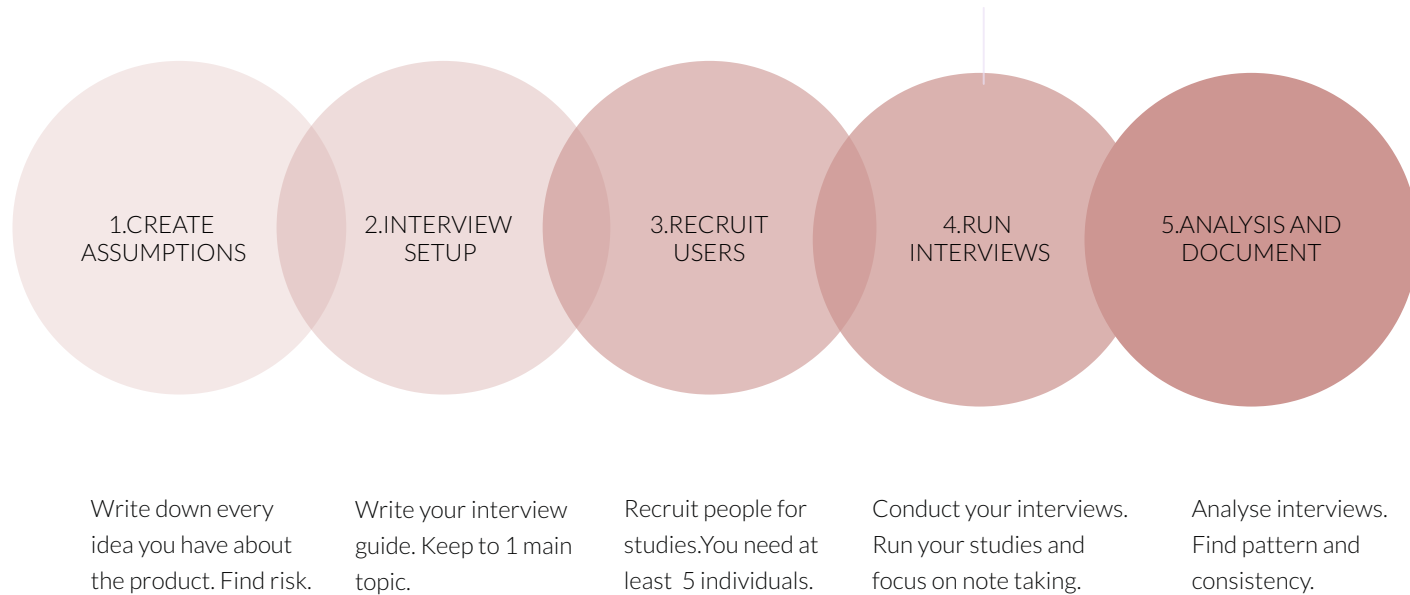 1.CREATE
ASSUMPTIONS
2.INTERVIEW
SETUP
3.RECRUIT
USERS
4.RUN
INTERVIEWS
5.ANALYSIS AND
DOCUMENT
Write down every
idea you have about
the product. Find risk.
Write your interview
guide. Keep to 1 main
topic.
Recruit people for
studies.You need at
least  5 individuals.
Conduct your interviews.
Run your studies and
focus on note taking.
Analyse interviews.
Find pattern and
consistency.